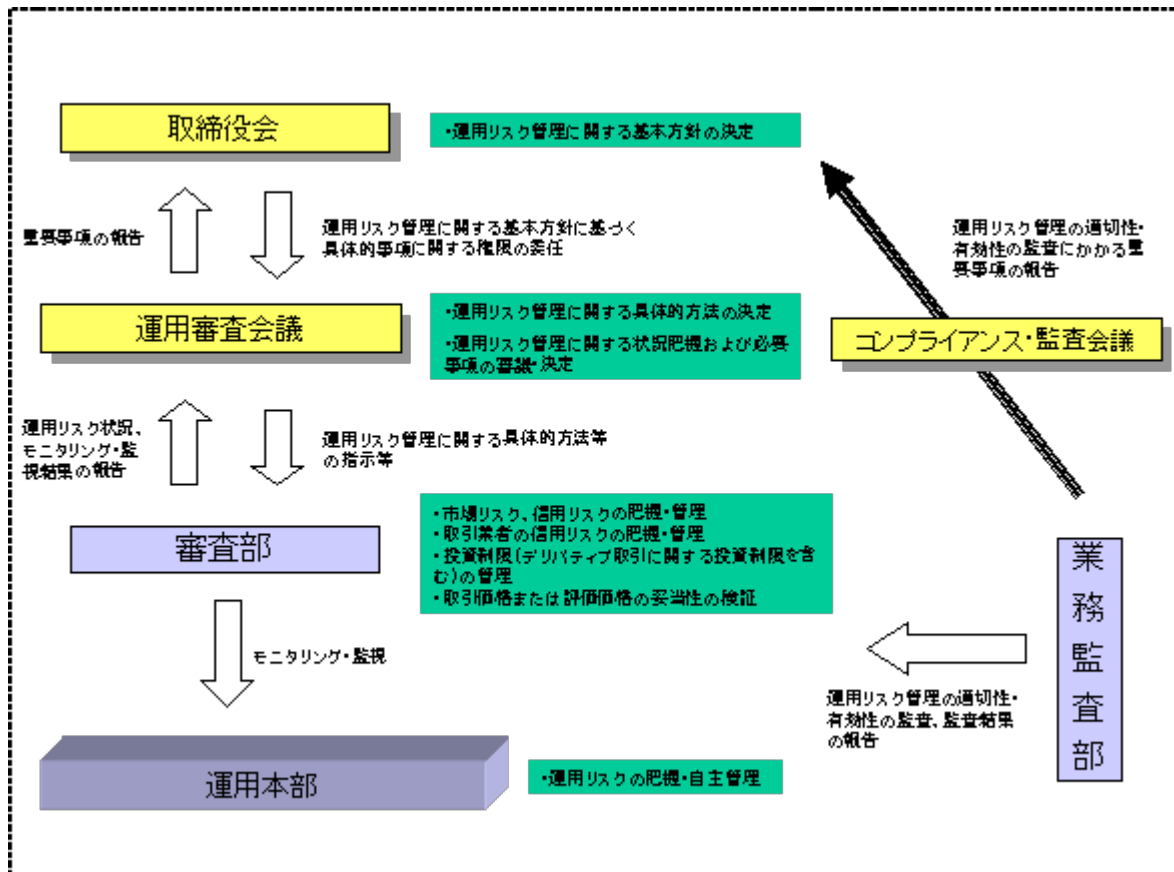 取締役会
・運用リスク管理に関する基本方針の決定
重要事項の報告
運用リスク管理に関する基本方針に基づく
具体的事項に関する権限の委任
運用リスク管理の適切性・
有効性の監査にかかる重
要事項の報告
運用審査会議
・運用リスク管理に関する具体的方法の決定
・運用リスク管理に関する状況把握および必要
事項の審議・決定
コンプライアンス・監査会議
運用リスク状況、
モニタリング・監
視結果の報告
運用リスク管理に関する具体的方法等
の指示等
審査部
・市場リスク、信用リスクの把握・管理
・取引業者の信用リスクの把握・管理
・投資制限(デリバティブ取引に関する投資制限を含
む)の管理
・取引価格または評価価格の妥当性の検証
業務監査部
モニタリング・監視
運用リスク管理の適切性・
有効性の監査、監査結果
の報告
運用本部
・運用リスクの把握・自主管理